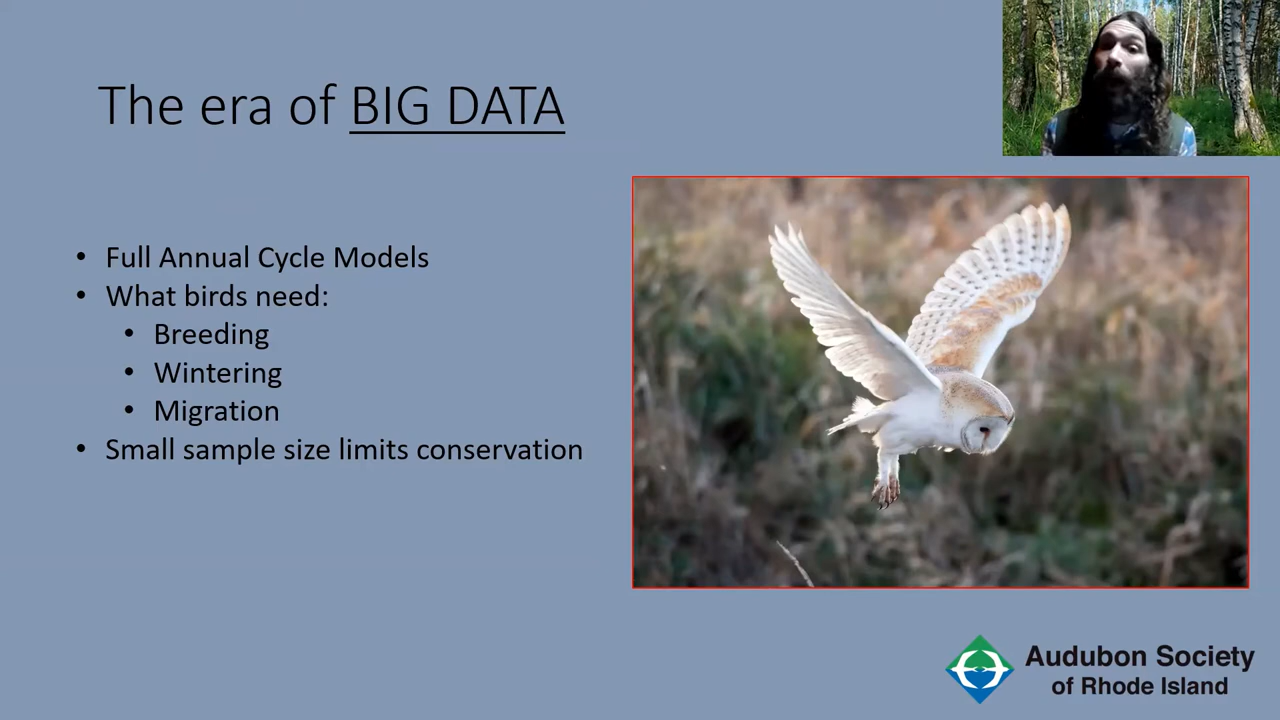 The era of BIG DATA
• Full Annual Cycle Models
• What birds need:
• Breeding
• Wintering
• Migration
• Small sample size limits conservation
Audubon Society
of Rhode Island